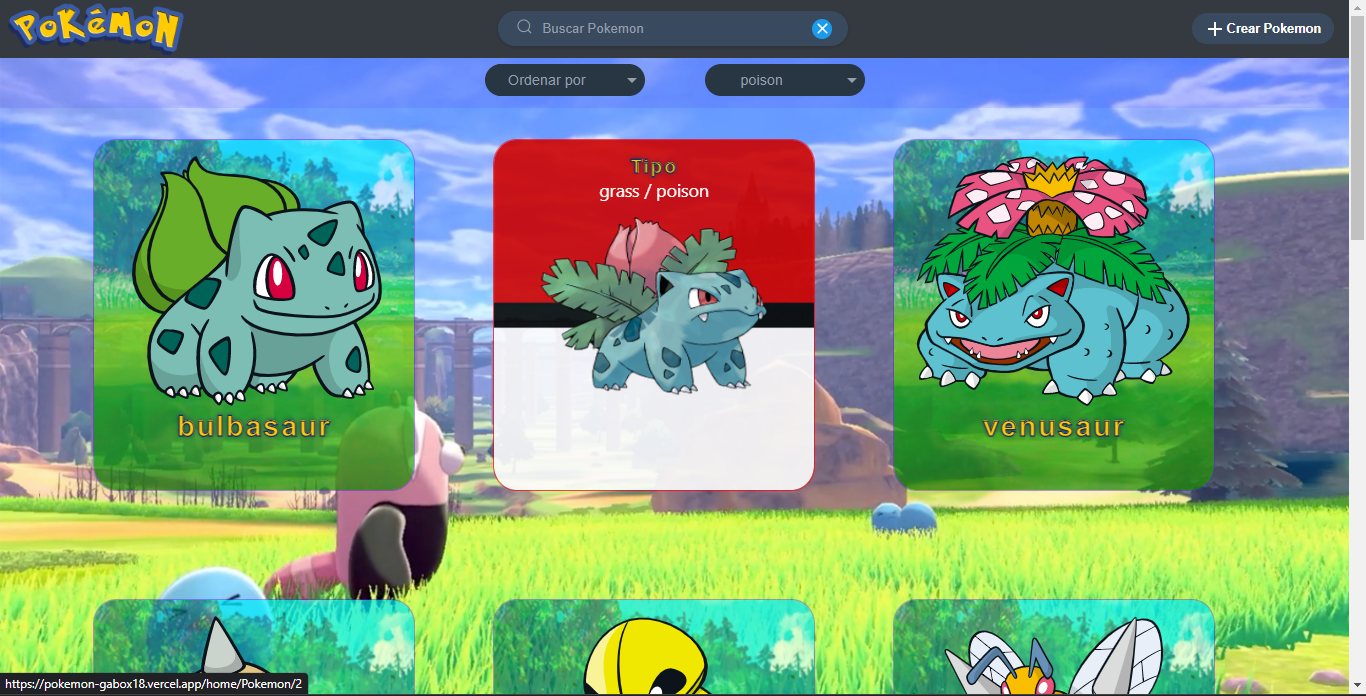 POKéMON
Buscar Pokemon
Crear Pokemon
Ordenar por
poison
Tipo
grass / poison
bulbasaur
venusaur
https://pokemon-gabox18.vercel.app/home/Pokemon/2